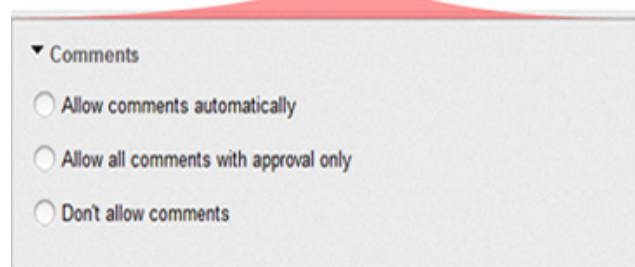 Comments
Allow comments automatically
Allow all comments with approval only
Don't allow comments